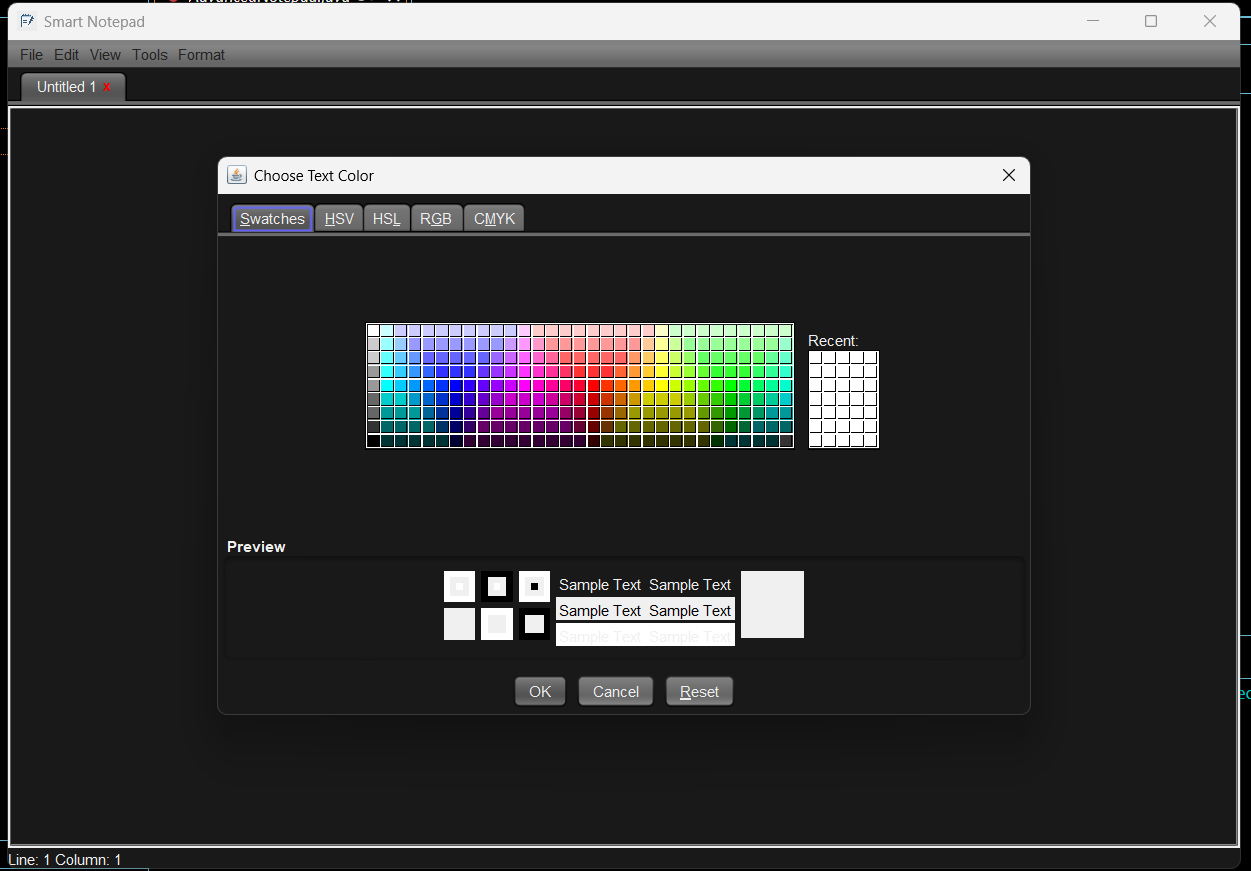 Smart Notepad
File Edit View Tools Format
Untitled 1 x
Choose Text Color
Swatches HSV HSL RGB CMYK
Recent:
Preview
Sample Text Sample Text
Sample Text Sample Text
Sample Text Sample Text
OK Cancel Reset
Line: 1 Column: 1